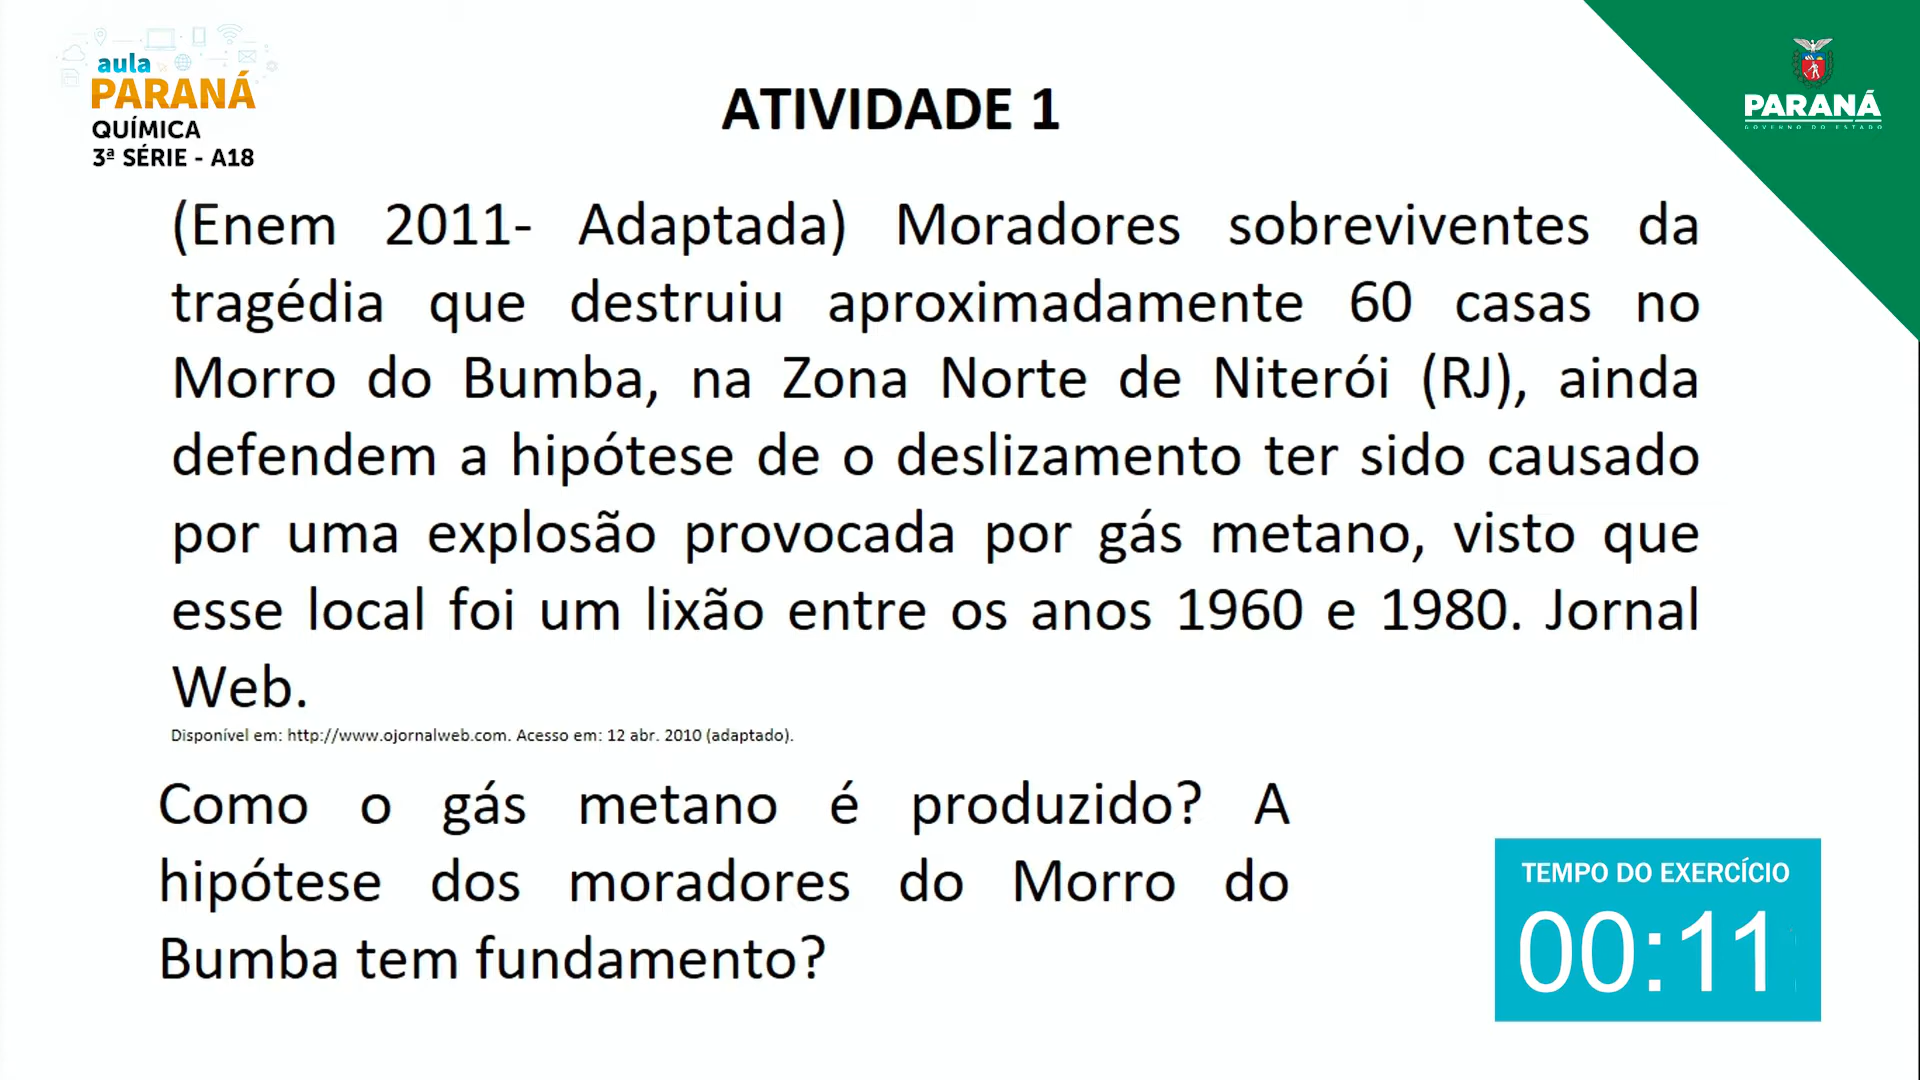 aula
PARANÁ
QUÍMICA
3ª SÉRIE - A18
PARANÁ
GOVERNO DO ESTADO
ATIVIDADE 1
(Enem 2011- Adaptada) Moradores sobreviventes da
tragédia que destruiu aproximadamente 60 casas no
Morro do Bumba, na Zona Norte de Niterói (RJ), ainda
defendem a hipótese de o deslizamento ter sido causado
por uma explosão provocada por gás metano, visto que
esse local foi um lixão entre os anos 1960 e 1980. Jornal
Web.
Disponível em: http://www.ojornalweb.com. Acesso em: 12 abr. 2010 (adaptado).
Como o gás metano é produzido? A
hipótese dos moradores do Morro do
Bumba tem fundamento?
TEMPO DO EXERCÍCIO
00:11